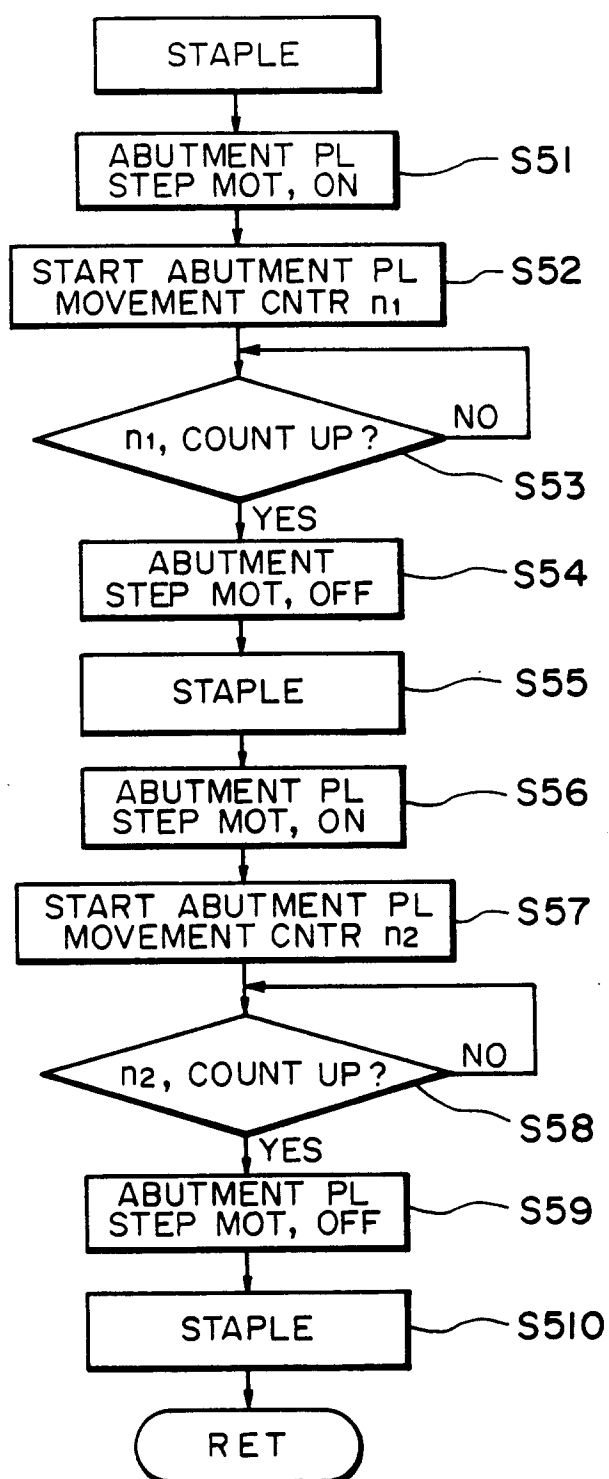 STAPLE
ABUTMENT PL
STEP MOT, ON
S51
START ABUTMENT PL
MOVEMENT CNTR n1
S52
n1, COUNT UP?
NO
S53
YES
ABUTMENT
STEP MOT, OFF
S54
STAPLE
S55
ABUTMENT PL
STEP MOT, ON
S56
START ABUTMENT PL
MOVEMENT CNTR n2
S57
n2, COUNT UP?
NO
S58
YES
ABUTMENT PL
STEP MOT, OFF
S59
STAPLE
S510
RET